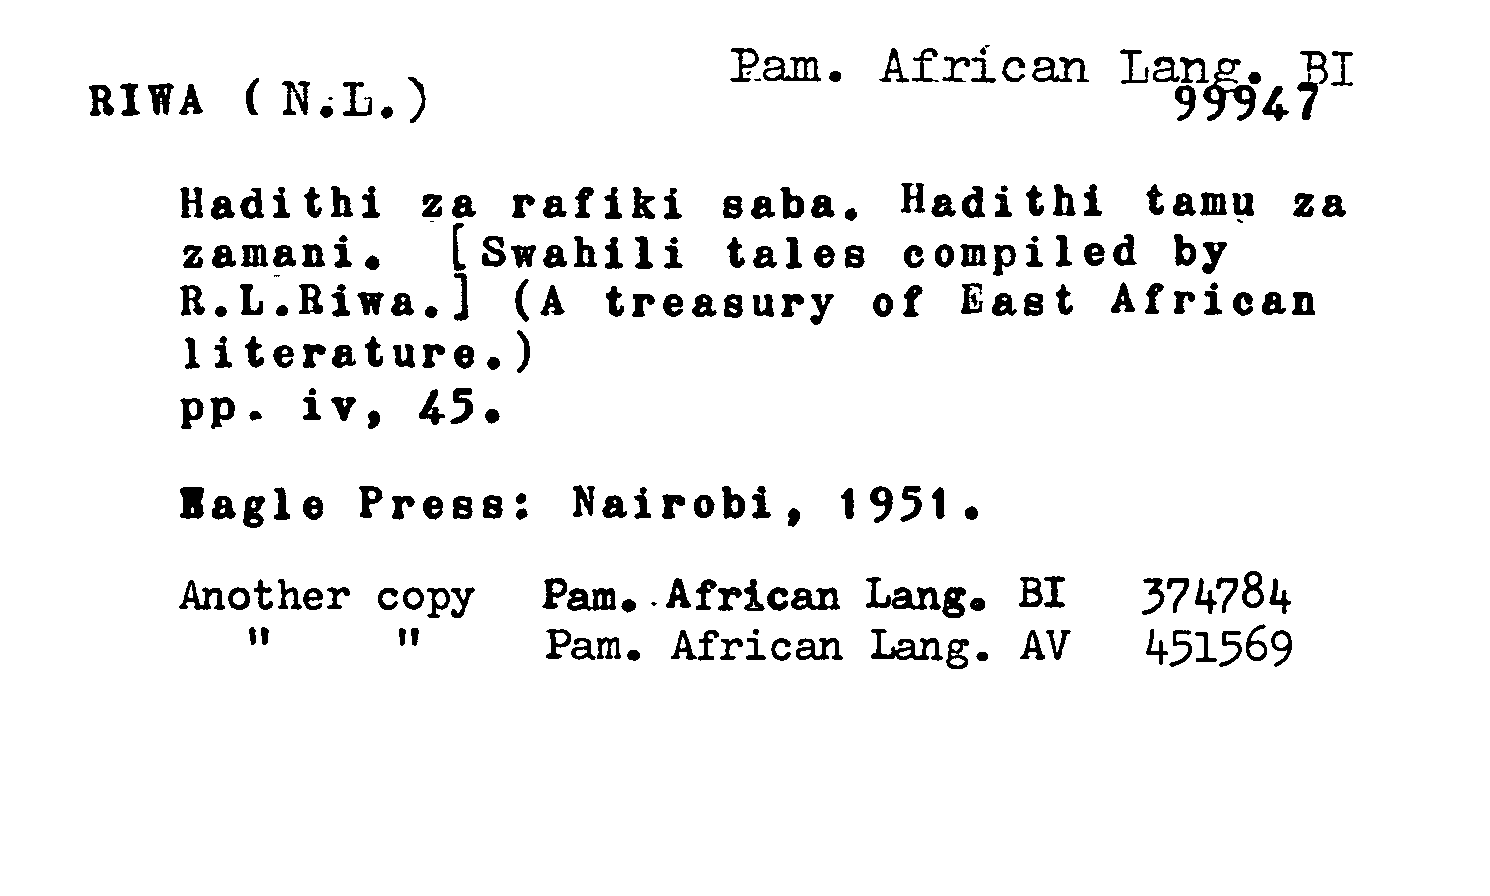 Pam. African Lang. BI
RIWA (N.L.) 99947
Hadithi za rafiki saba. Hadithi tamu za
zamani. [Swahili tales compiled by
R.L.Riwa.] (A treasury of East African
literature.)
pp. iv, 45.
Eagle Press: Nairobi, 1951.
Another copy Pam. African Lang. BI 374784
" " Pam. African Lang. AV 451569